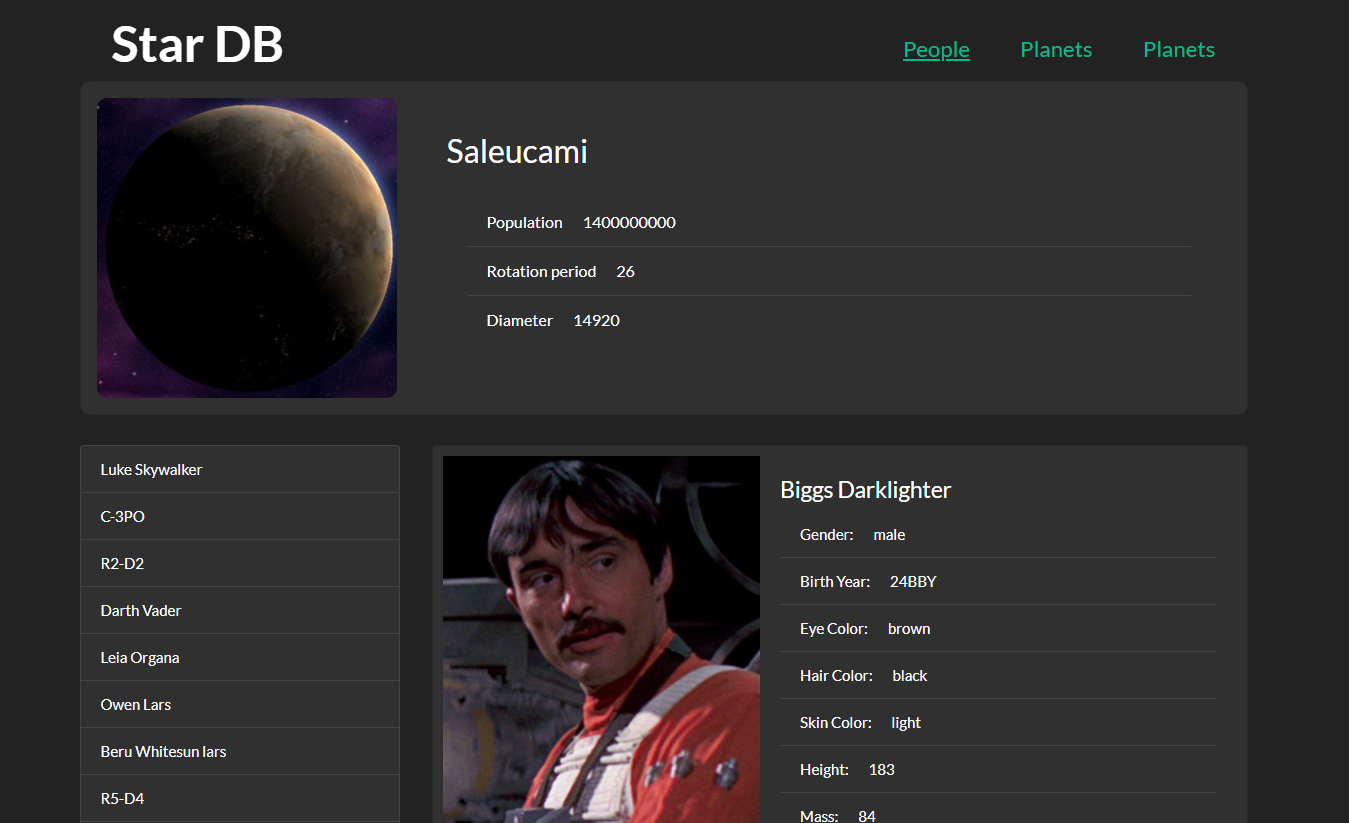 Star DB
People Planets Planets
Saleucami
Population 1400000000
Rotation period 26
Diameter 14920
Luke Skywalker
C-3PO
R2-D2
Darth Vader
Leia Organa
Owen Lars
Beru Whitesun lars
R5-D4
Biggs Darklighter
Gender: male
Birth Year: 24BBY
Eye Color: brown
Hair Color: black
Skin Color: light
Height: 183
Mass: 84